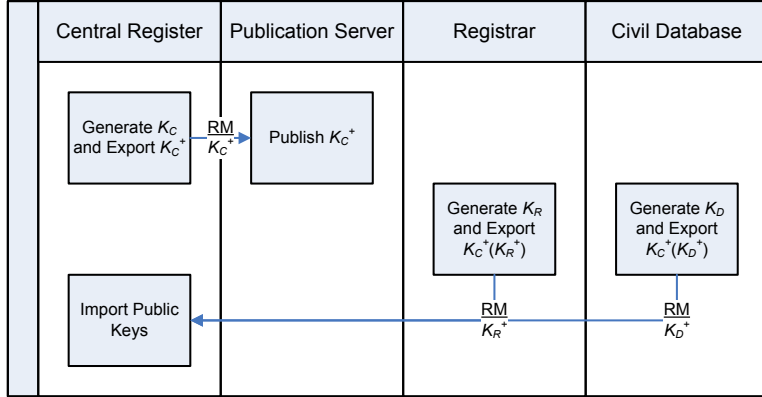 Central Register
Publication Server
Registrar
Civil Database
Generate K_C
and Export K_C^+
RM
K_C^+
Publish K_C^+
Generate K_R
and Export
K_C^+(K_R^+)
Generate K_D
and Export
K_C^+(K_D^+)
Import Public
Keys
RM
K_R^+
RM
K_D^+